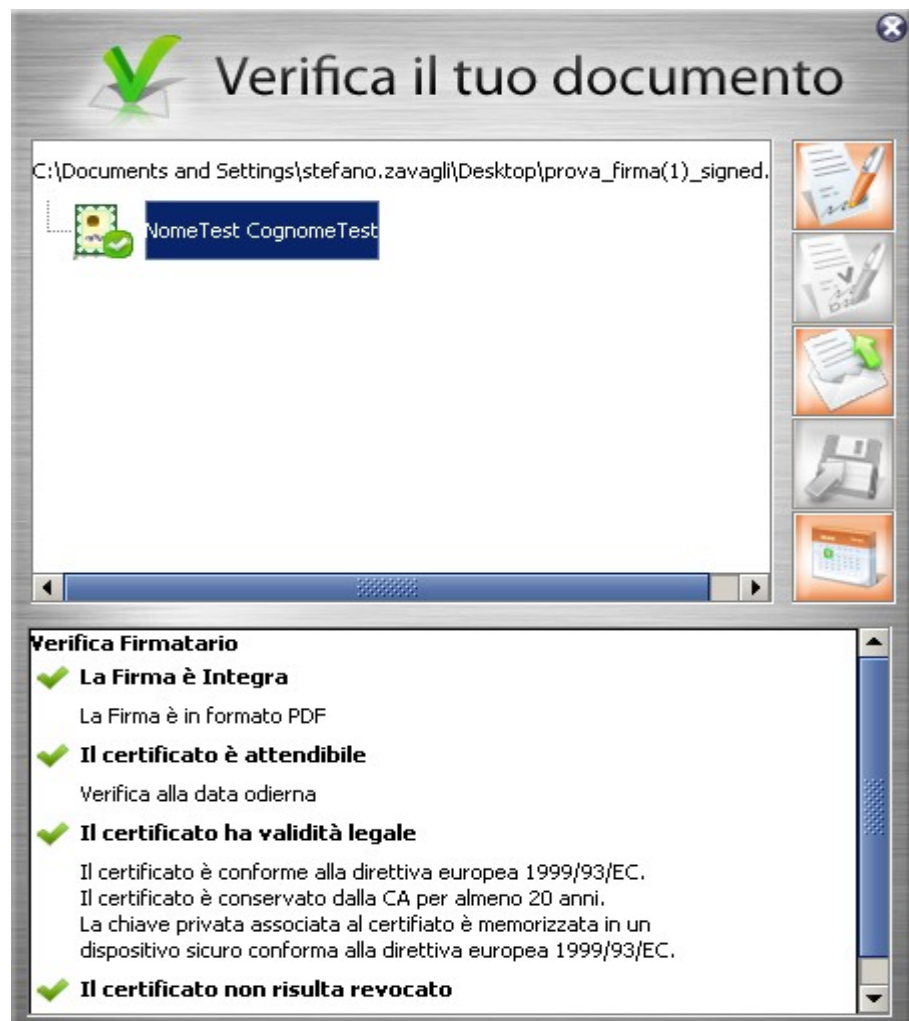 Verifica il tuo documento
C:\Documents and Settings\stefano.zavagli\Desktop\prova_firma(1)_signed.
NomeTest CognomeTest
Verifica Firmatario
La Firma è Integra
La Firma è in formato PDF
Il certificato è attendibile
Verifica alla data odierna
Il certificato ha validità legale
Il certificato è conforme alla direttiva europea 1999/93/EC.
Il certificato è conservato dalla CA per almeno 20 anni.
La chiave privata associata al certifiato è memorizzata in un
dispositivo sicuro conforma alla direttiva europea 1999/93/EC.
Il certificato non risulta revocato